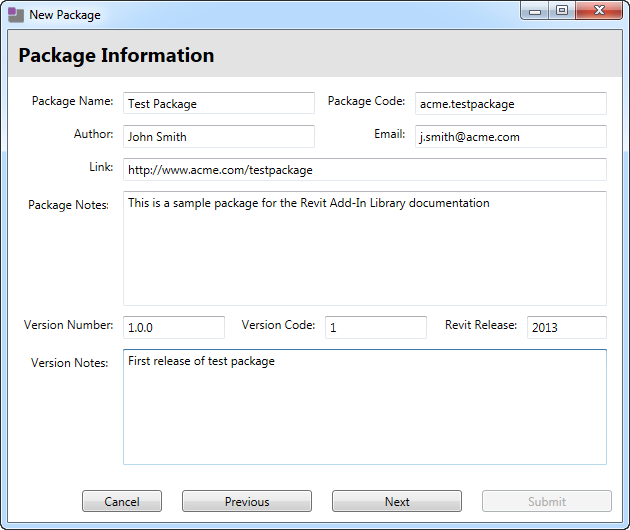 New Package
Package Information
Package Name: Test Package Package Code: acme.testpackage
Author: John Smith Email: j.smith@acme.com
Link: http://www.acme.com/testpackage
Package Notes: This is a sample package for the Revit Add-In Library documentation
Version Number: 1.0.0 Version Code: 1 Revit Release: 2013
Version Notes: First release of test package
Cancel Previous Next Submit